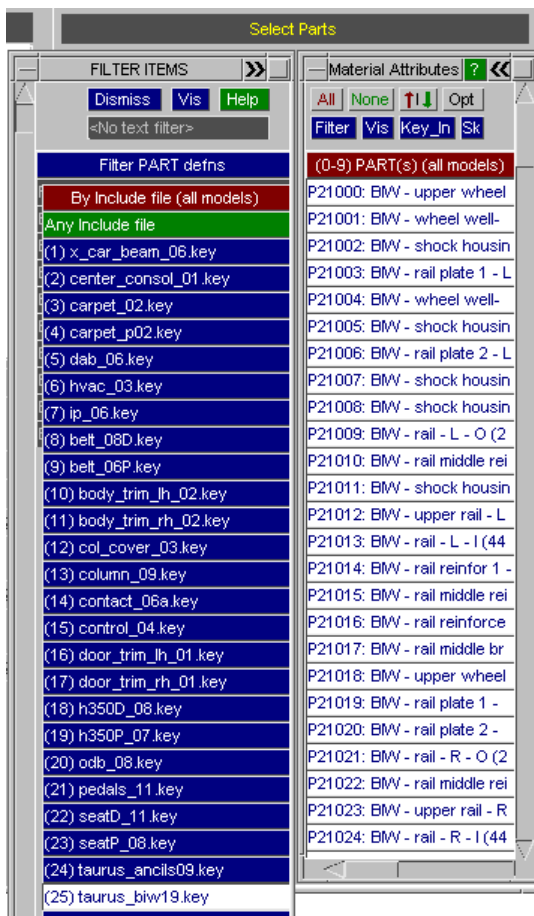 Select Parts
FILTER ITEMS
Dismiss Vis Help
<No text filter>
Filter PART defns
By Include file (all models)
Any Include file
(1) x_car_beam_06.key
(2) center_consol_01.key
(3) carpet_02.key
(4) carpet_p02.key
(5) dab_06.key
(6) hvac_03.key
(7) ip_06.key
(8) belt_08D.key
(9) belt_06P.key
(10) body_trim_lh_02.key
(11) body_trim_rh_02.key
(12) col_cover_03.key
(13) column_09.key
(14) contact_06a.key
(15) control_04.key
(16) door_trim_lh_01.key
(17) door_trim_rh_01.key
(18) h350D_08.key
(19) h350P_07.key
(20) odb_08.key
(21) pedals_11.key
(22) seatD_11.key
(23) seatP_08.key
(24) taurus_ancils09.key
(25) taurus_biw19.key
Material Attributes ?
All None Opt
Filter Vis Key_In Sk
(0-9) PART(s) (all models)
P21000: BIW - upper wheel
P21001: BIW - wheel well-
P21002: BIW - shock housin
P21003: BIW - rail plate 1 - L
P21004: BIW - wheel well-
P21005: BIW - shock housin
P21006: BIW - rail plate 2 - L
P21007: BIW - shock housin
P21008: BIW - shock housin
P21009: BIW - rail - L - O (2
P21010: BIW - rail middle rei
P21011: BIW - shock housin
P21012: BIW - upper rail - L
P21013: BIW - rail - L - I (44
P21014: BIW - rail reinfor 1 -
P21015: BIW - rail middle rei
P21016: BIW - rail reinforce
P21017: BIW - rail middle br
P21018: BIW - upper wheel
P21019: BIW - rail plate 1 -
P21020: BIW - rail plate 2 -
P21021: BIW - rail - R - O (2
P21022: BIW - rail middle rei
P21023: BIW - upper rail - R
P21024: BIW - rail - R - I (44